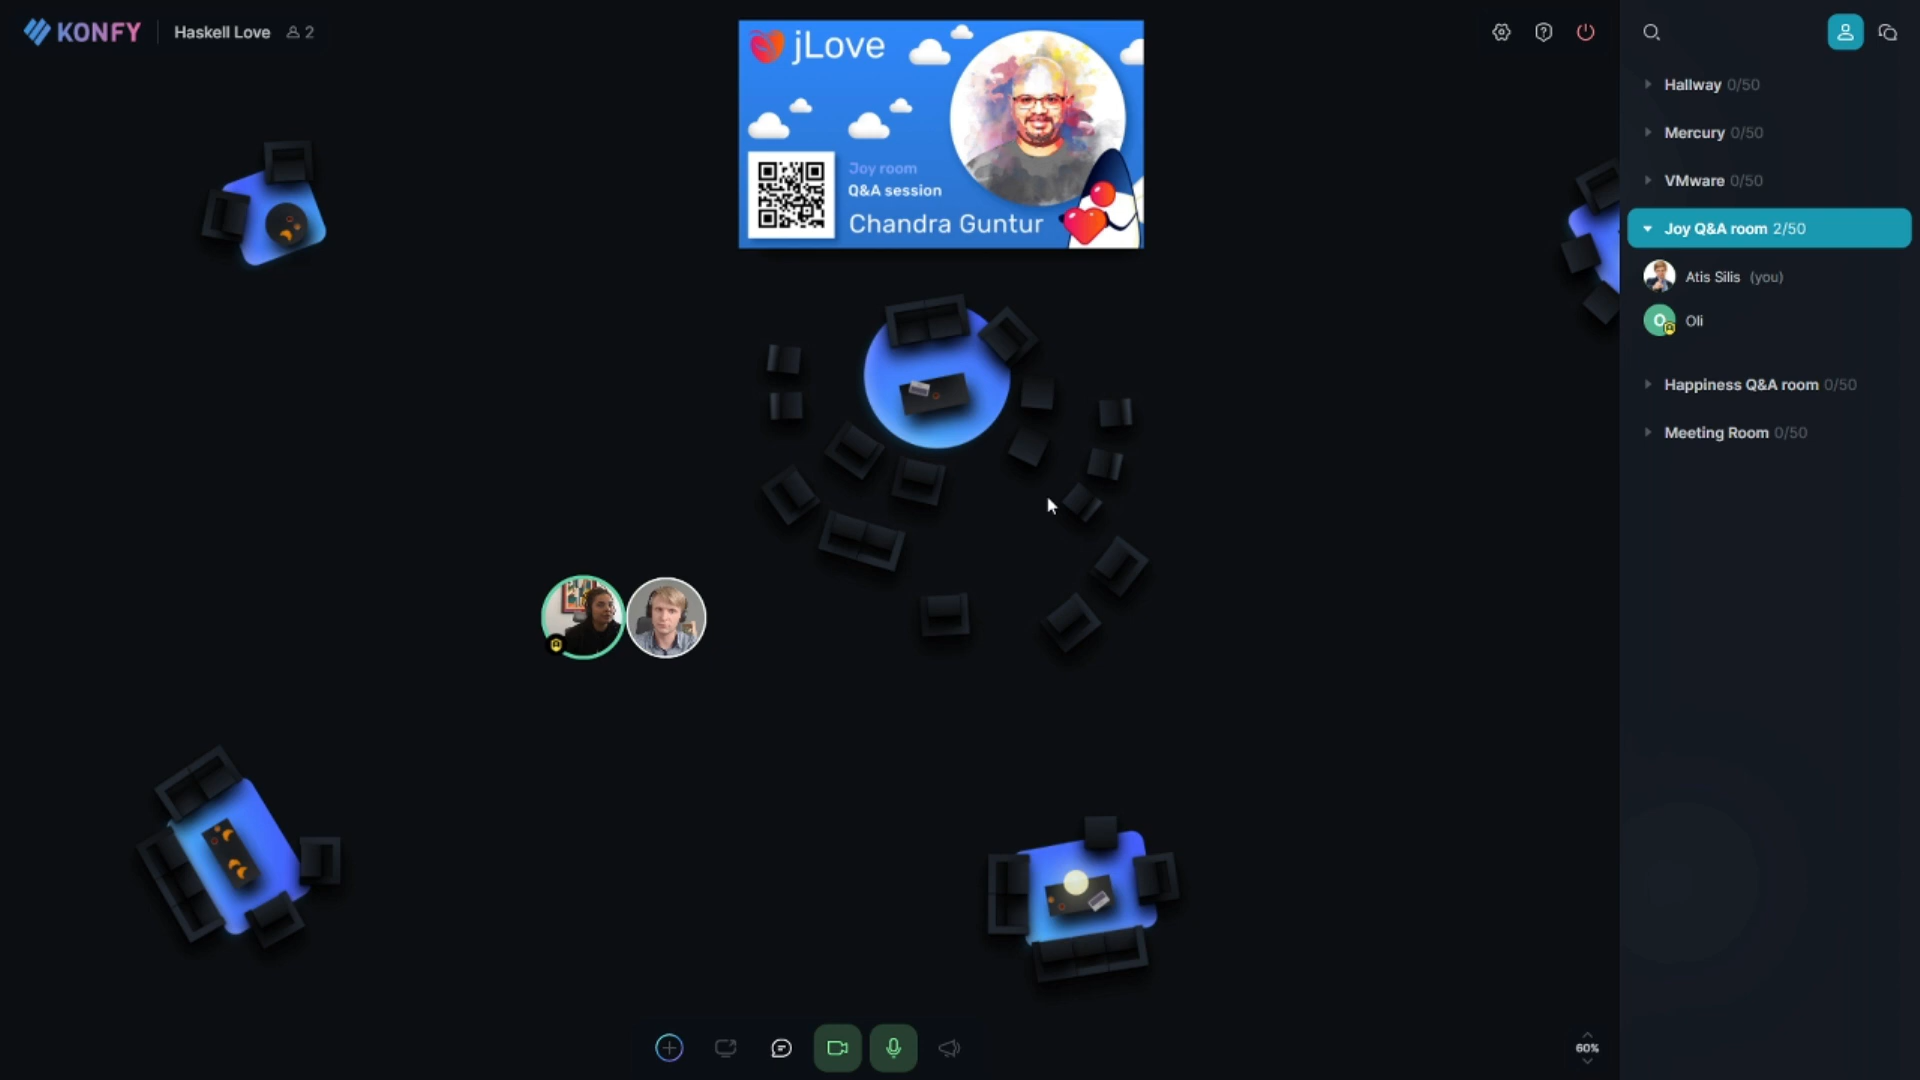 KONFY
Haskell Love
2
jLove
Joy room
Q&A session
Chandra Guntur
Hallway 0/50
Mercury 0/50
VMware 0/50
Joy Q&A room 2/50
Atis Silis (you)
O
Oli
Happiness Q&A room 0/50
Meeting Room 0/50
60%